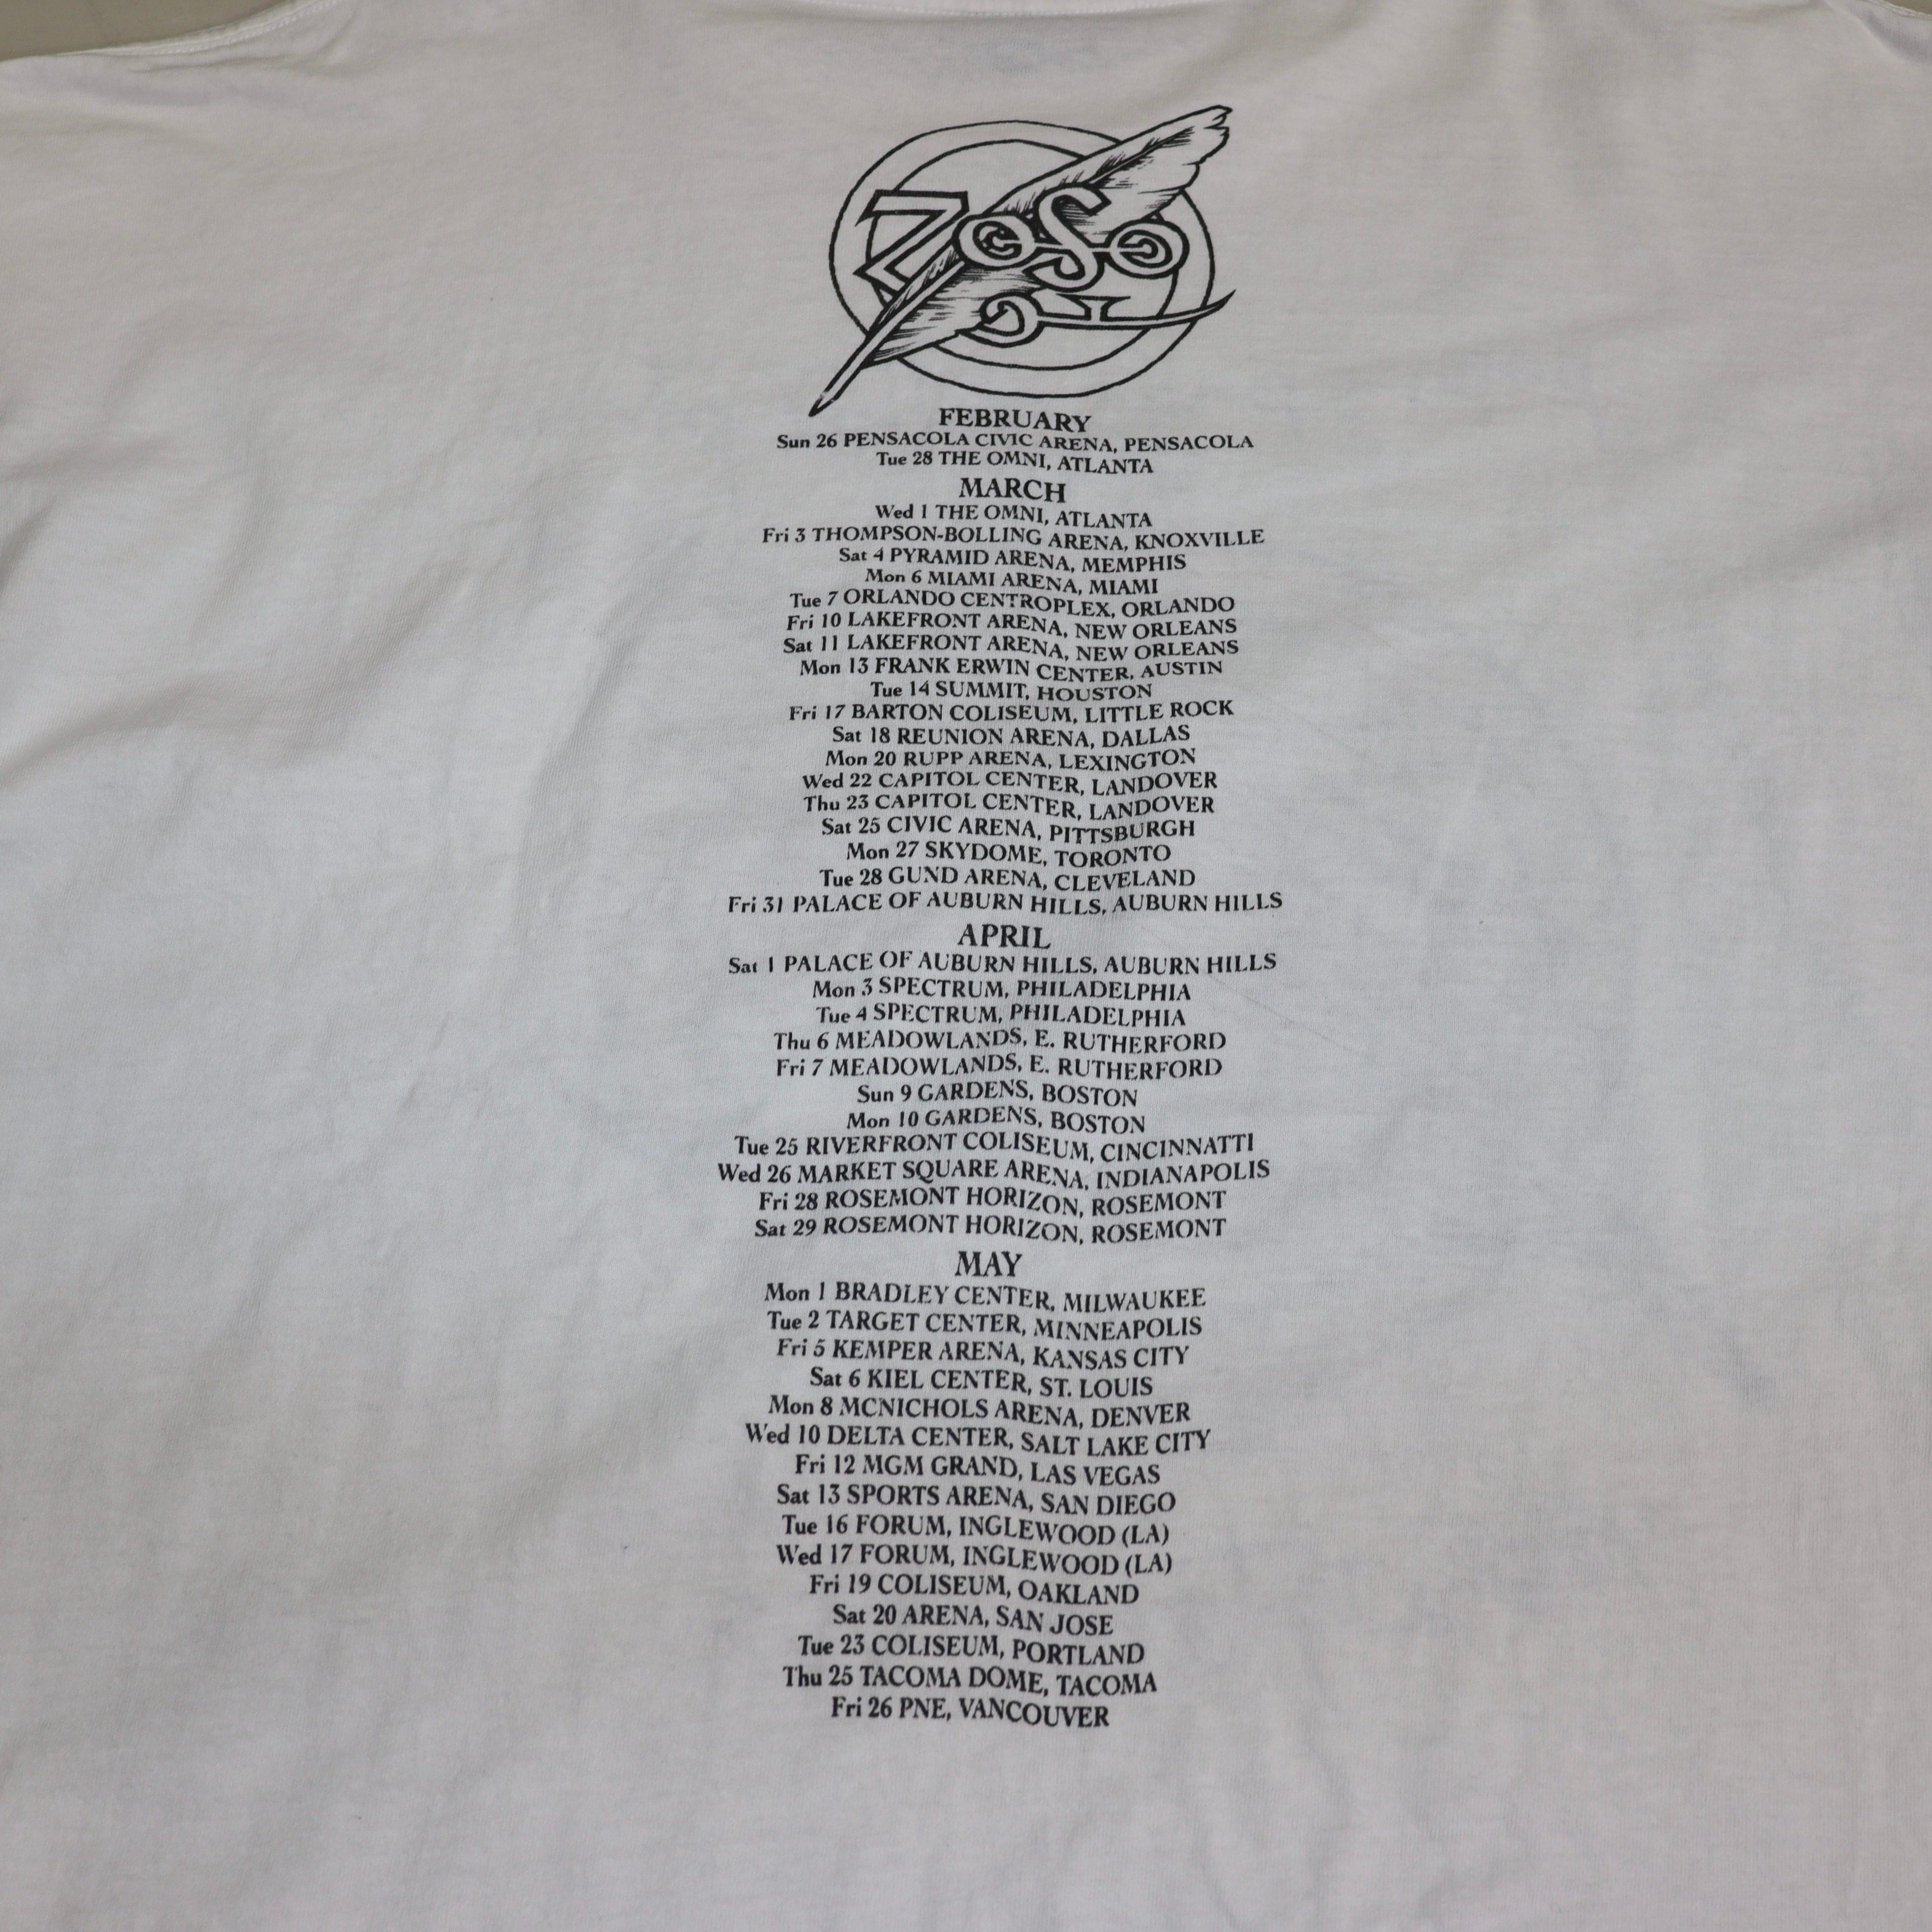 ZOSO
FEBRUARY
Sun 26 PENSACOLA CIVIC ARENA, PENSACOLA
Tue 28 THE OMNI, ATLANTA
MARCH
Wed 1 THE OMNI, ATLANTA
Fri 3 THOMPSON-BOLLING ARENA, KNOXVILLE
Sat 4 PYRAMID ARENA, MEMPHIS
Mon 6 MIAMI ARENA, MIAMI
Tue 7 ORLANDO CENTROPLEX, ORLANDO
Fri 10 LAKEFRONT ARENA, NEW ORLEANS
Sat 11 LAKEFRONT ARENA, NEW ORLEANS
Mon 13 FRANK ERWIN CENTER, AUSTIN
Tue 14 SUMMIT, HOUSTON
Fri 17 BARTON COLISEUM, LITTLE ROCK
Sat 18 REUNION ARENA, DALLAS
Mon 20 RUPP ARENA, LEXINGTON
Wed 22 CAPITOL CENTER, LANDOVER
Thu 23 CAPITOL CENTER, LANDOVER
Sat 25 CIVIC ARENA, PITTSBURGH
Mon 27 SKYDOME, TORONTO
Tue 28 GUND ARENA, CLEVELAND
Fri 31 PALACE OF AUBURN HILLS, AUBURN HILLS
APRIL
Sat 1 PALACE OF AUBURN HILLS, AUBURN HILLS
Mon 3 SPECTRUM, PHILADELPHIA
Tue 4 SPECTRUM, PHILADELPHIA
Thu 6 MEADOWLANDS, E. RUTHERFORD
Fri 7 MEADOWLANDS, E. RUTHERFORD
Sun 9 GARDENS, BOSTON
Mon 10 GARDENS, BOSTON
Tue 25 RIVERFRONT COLISEUM, CINCINNATTI
Wed 26 MARKET SQUARE ARENA, INDIANAPOLIS
Fri 28 ROSEMONT HORIZON, ROSEMONT
Sat 29 ROSEMONT HORIZON, ROSEMONT
MAY
Mon 1 BRADLEY CENTER, MILWAUKEE
Tue 2 TARGET CENTER, MINNEAPOLIS
Fri 5 KEMPER ARENA, KANSAS CITY
Sat 6 KIEL CENTER, ST. LOUIS
Mon 8 MCNICHOLS ARENA, DENVER
Wed 10 DELTA CENTER, SALT LAKE CITY
Fri 12 MGM GRAND, LAS VEGAS
Sat 13 SPORTS ARENA, SAN DIEGO
Tue 16 FORUM, INGLEWOOD (LA)
Wed 17 FORUM, INGLEWOOD (LA)
Fri 19 COLISEUM, OAKLAND
Sat 20 ARENA, SAN JOSE
Tue 23 COLISEUM, PORTLAND
Thu 25 TACOMA DOME, TACOMA
Fri 26 PNE, VANCOUVER